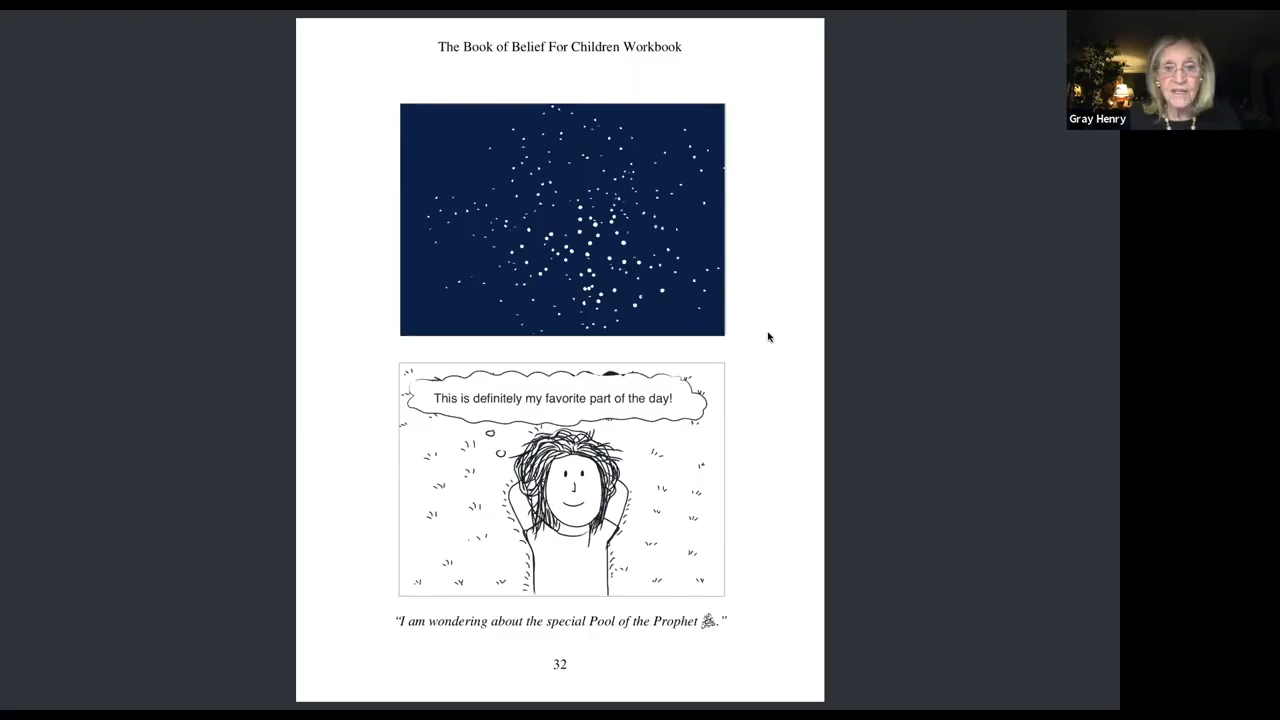 The Book of Belief For Children Workbook
Gray Henry
This is definitely my favorite part of the day!
“I am wondering about the special Pool of the Prophet ﷺ.”
32